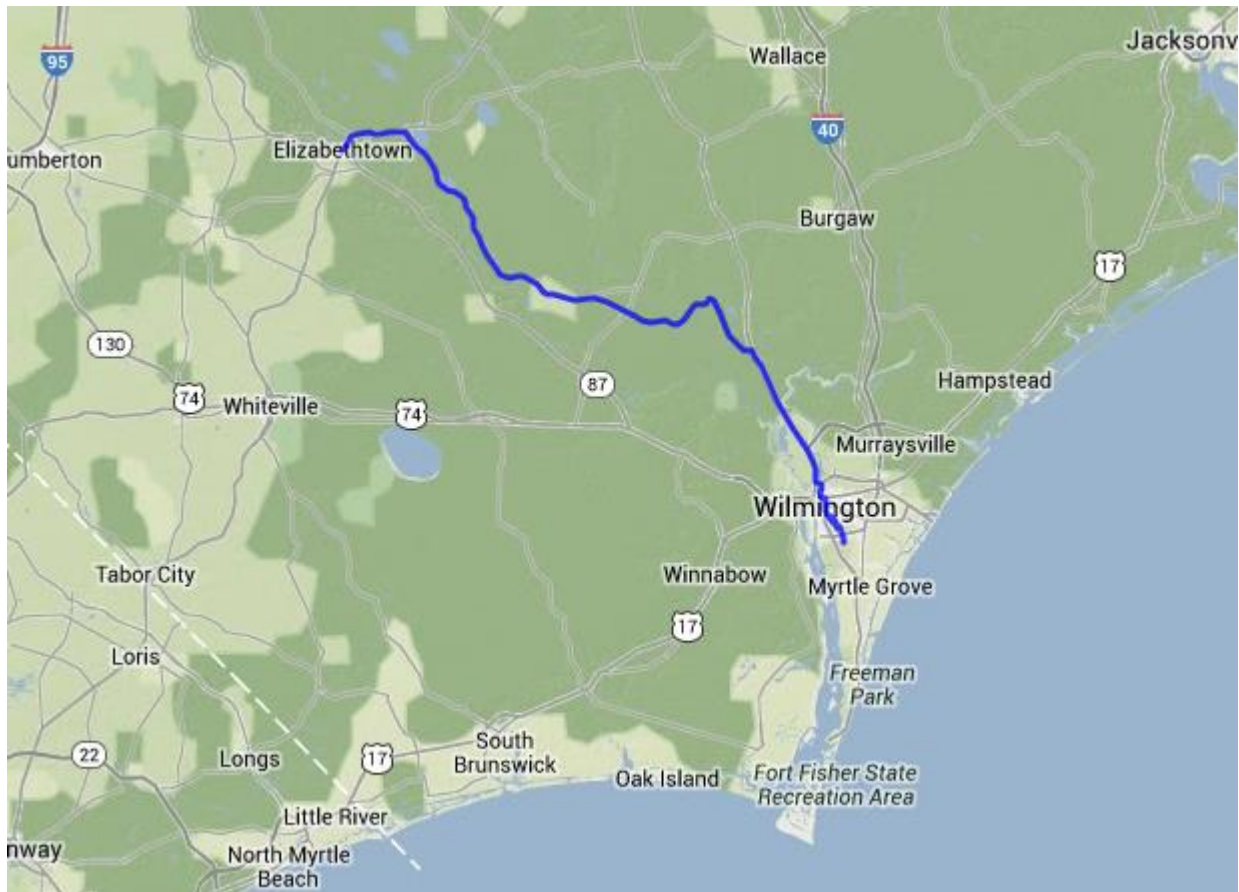 Jacksonv
Wallace
95
40
Elizabethtown
umberton
Burgaw
17
130
Hampstead
87
74
Whiteville
74
Murraysville
Wilmington
Tabor City
Winnabow
Myrtle Grove
17
Loris
Freeman
Park
South
Brunswick
22
Longs
17
Oak Island
Fort Fisher State
Recreation Area
Little River
nway
North Myrtle
Beach